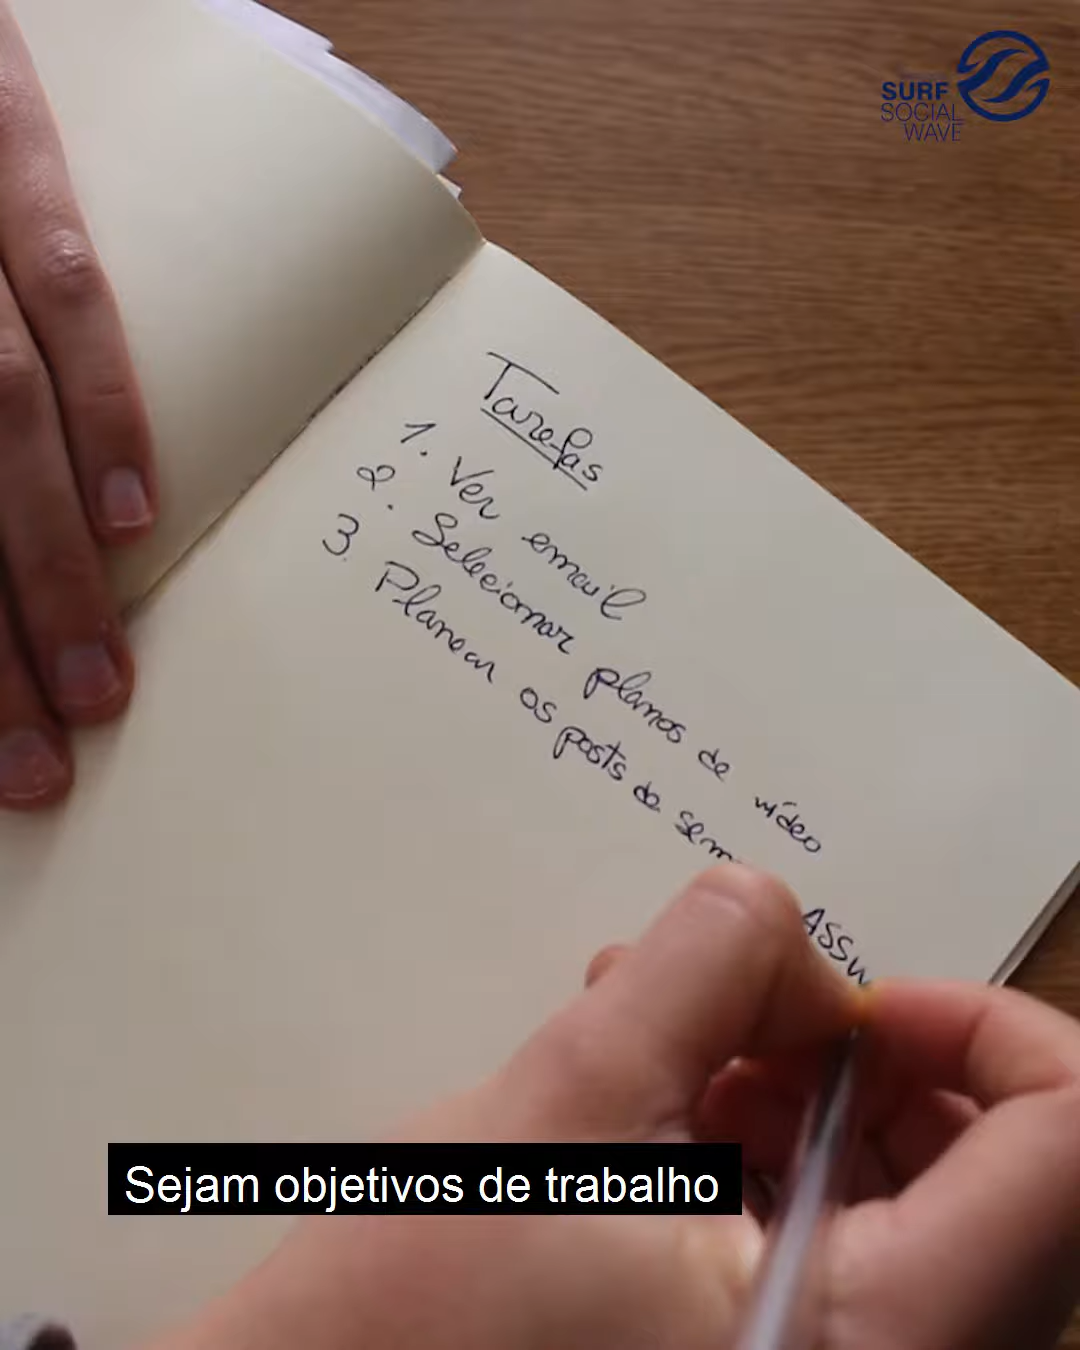 SURF
SOCIAL
WAVE
Tarefas
1. Ver email
2. Selecionar planos de vídeo
3. Planear os posts da
Sejam objetivos de trabalho